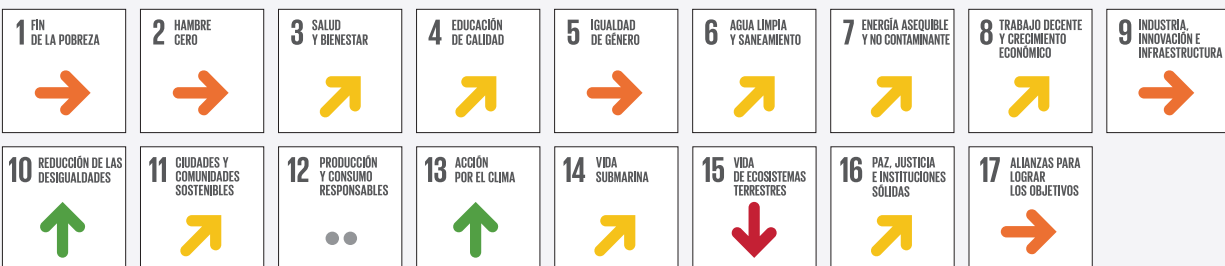 1 FIN
DE LA POBREZA
2 HAMBRE
CERO
3 SALUD
Y BIENESTAR
4 EDUCACIÓN
DE CALIDAD
5 IGUALDAD
DE GÉNERO
6 AGUA LIMPIA
Y SANEAMIENTO
7 ENERGÍA ASEQUIBLE
Y NO CONTAMINANTE
8 TRABAJO DECENTE
Y CRECIMIENTO
ECONÓMICO
9 INDUSTRIA,
INNOVACIÓN E
INFRAESTRUCTURA
10 REDUCCIÓN DE LAS
DESIGUALDADES
11 CIUDADES Y
COMUNIDADES
SOSTENIBLES
12 PRODUCCIÓN
Y CONSUMO
RESPONSABLES
13 ACCIÓN
POR EL CLIMA
14 VIDA
SUBMARINA
15 VIDA
DE ECOSISTEMAS
TERRESTRES
16 PAZ, JUSTICIA
E INSTITUCIONES
SÓLIDAS
17 ALIANZAS PARA
LOGRAR
LOS OBJETIVOS